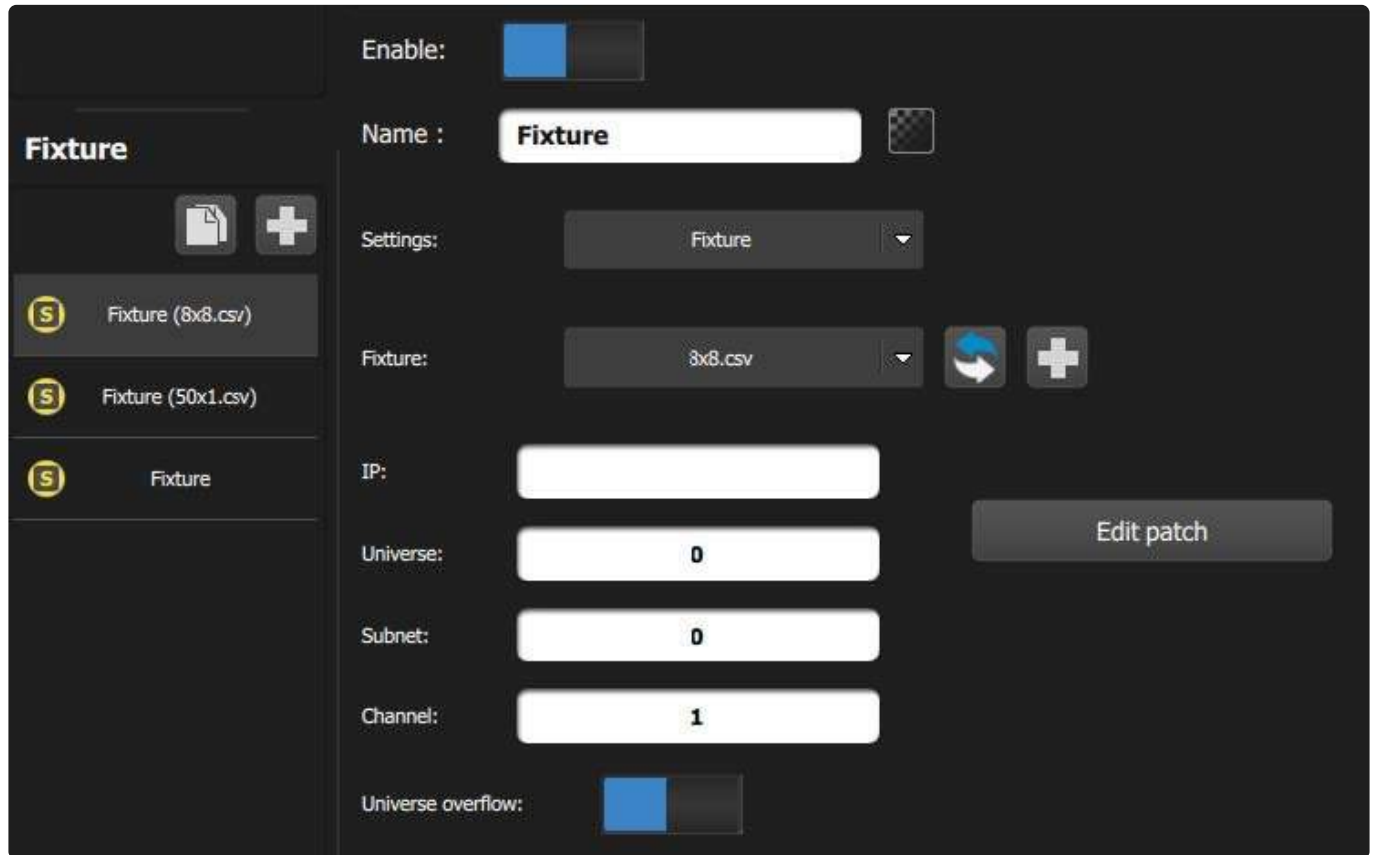 Enable:
Name :
Fixture
Fixture
Settings:
Fixture
S
Fixture (8x8.csv)
Fixture:
8x8.csv
S
Fixture (50x1.csv)
S
Fixture
IP:
Edit patch
Universe:
0
Subnet:
0
Channel:
1
Universe overflow: